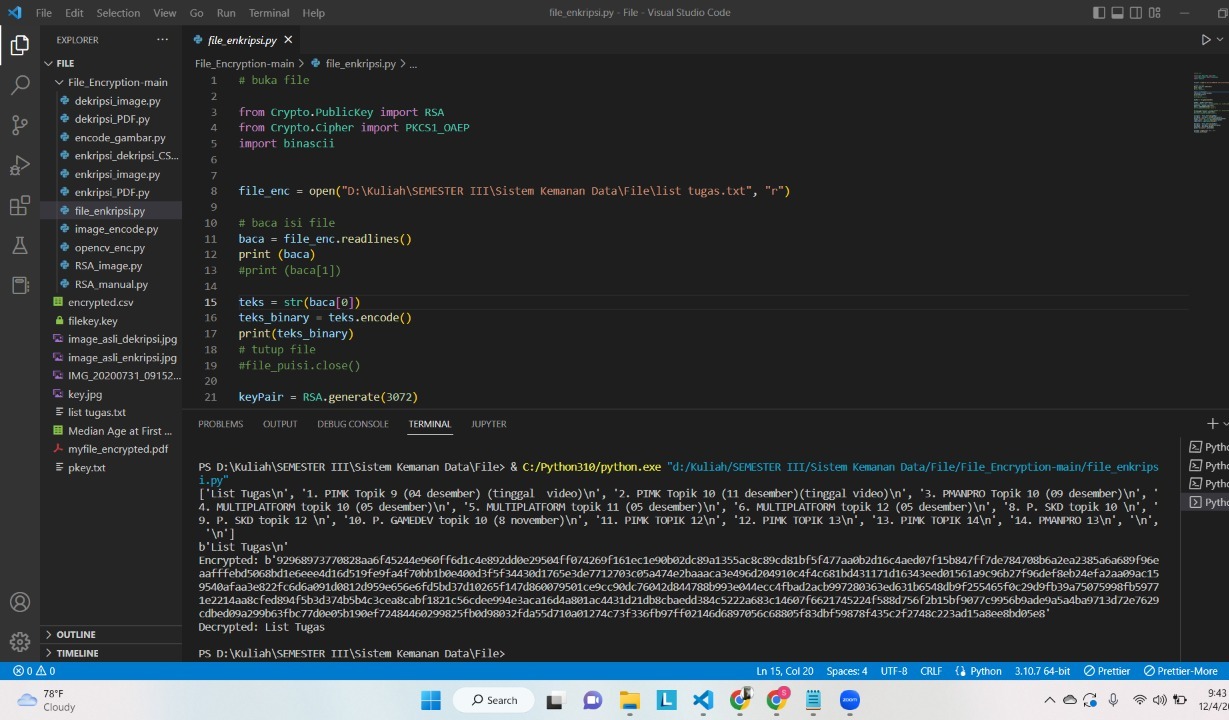 File Edit Selection View Go Run Terminal Help
file_enkripsi.py - File - Visual Studio Code
EXPLORER
FILE
File_Encryption-main
dekripsi_image.py
dekripsi_PDF.py
encode_gambar.py
enkripsi_dekripsi_CS...
enkripsi_image.py
enkripsi_PDF.py
file_enkripsi.py
image_encode.py
opencv_enc.py
RSA_image.py
RSA_manual.py
encrypted.csv
filekey.key
image_asli_dekripsi.jpg
image_asli_enkripsi.jpg
IMG_20200731_09152...
key.jpg
list tugas.txt
Median Age at First ...
myfile_encrypted.pdf
pkey.txt
OUTLINE
TIMELINE
file_enkripsi.py
File_Encryption-main > file_enkripsi.py > ...
1 # buka file
2
3 from Crypto.PublicKey import RSA
4 from Crypto.Cipher import PKCS1_OAEP
5 import binascii
6
7
8 file_enc = open("D:\Kuliah\SEMESTER III\Sistem Kemanan Data\File\list tugas.txt", "r")
9
10 # baca isi file
11 baca = file_enc.readlines()
12 print (baca)
13 #print (baca[1])
14
15 teks = str(baca[0])
16 teks_binary = teks.encode()
17 print(teks_binary)
18 # tutup file
19 #file_puisi.close()
20
21 keyPair = RSA.generate(3072)
PROBLEMS OUTPUT DEBUG CONSOLE TERMINAL JUPYTER
PS D:\Kuliah\SEMESTER III\Sistem Kemanan Data\File> & C:/Python310/python.exe "d:/Kuliah/SEMESTER III/Sistem Kemanan Data/File/File_Encryption-main/file_enkrips
i.py"
['List Tugas\n', '1. PIMK Topik 9 (04 desember) (tinggal  video)\n', '2. PIMK Topik 10 (11 desember)(tinggal video)\n', '3. PMANPRO Topik 10 (09 desember)\n', '
4. MULTIPLATFORM topik 10 (05 desember)\n', '5. MULTIPLATFORM topik 11 (05 desember)\n', '6. MULTIPLATFORM topik 12 (05 desember)\n', '8. P. SKD topik 10 \n', '
9. P. SKD topik 12 \n', '10. P. GAMEDEV topik 10 (8 november)\n', '11. PIMK TOPIK 12\n', '12. PIMK TOPIK 13\n', '13. PIMK TOPIK 14\n', '14. PMANPRO 13\n', '\n',
'\n']
b'List Tugas\n'
Encrypted: b'
Decrypted: List Tugas
PS D:\Kuliah\SEMESTER III\Sistem Kemanan Data\File>
Pytho
Pytho
Pytho
Pytho
0 0
Ln 15, Col 20 Spaces: 4 UTF-8 CRLF Python 3.10.7 64-bit Prettier Prettier-More
78°F
Cloudy
Search
zoom
9:43
12/4/2